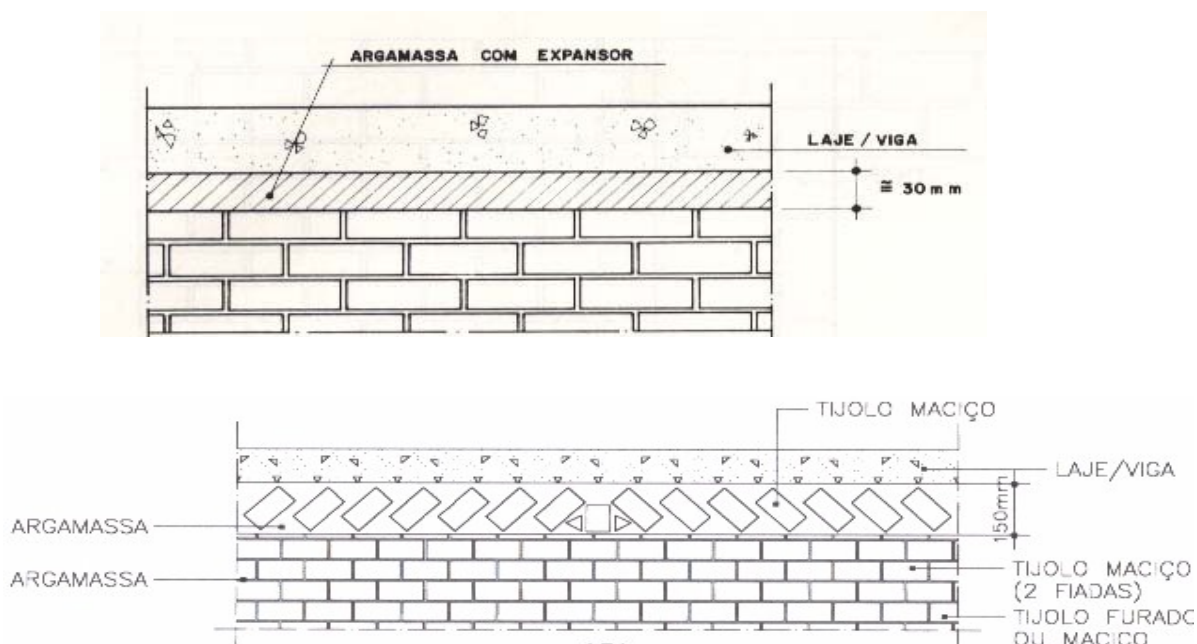 ARGAMASSA COM EXPANSOR
LAJE / VIGA
≅ 30 mm
TIJOLO MACIÇO
LAJE/VIGA
150mm
ARGAMASSA
ARGAMASSA
TIJOLO MACIÇO
(2 FIADAS)
TIJOLO FURADO
OU MACIÇO